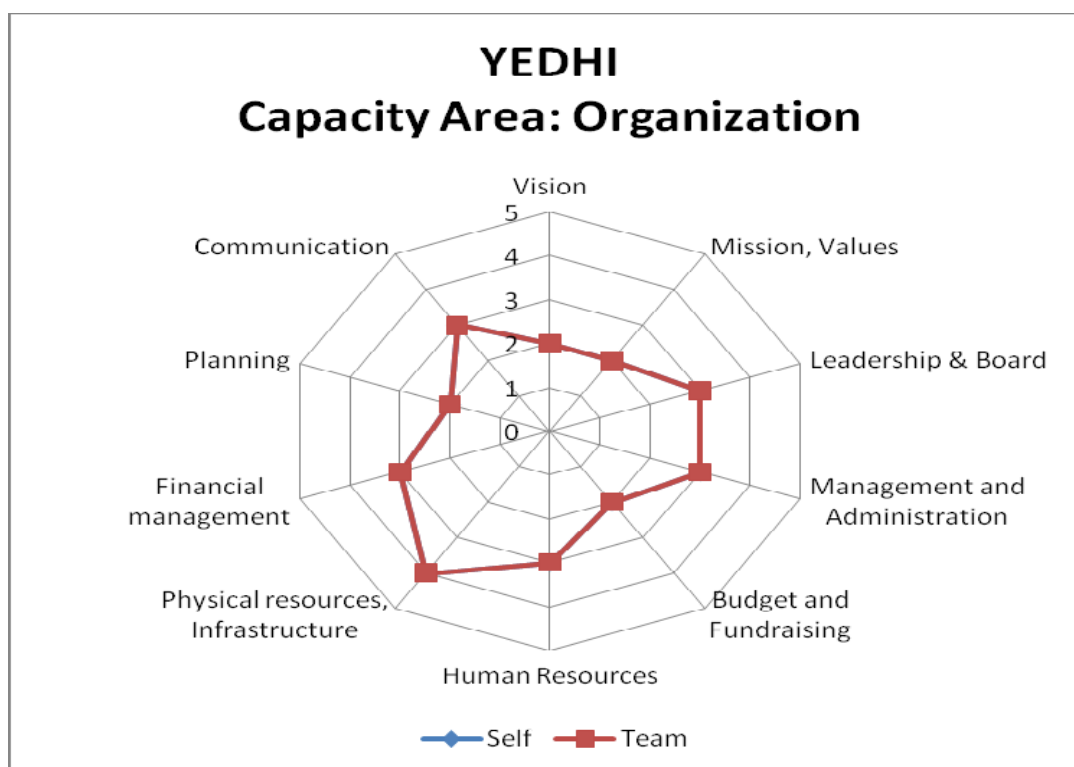 YEDHI
Capacity Area: Organization
Vision
Mission, Values
Leadership & Board
Management and
Administration
Budget and
Fundraising
Human Resources
Physical resources,
Infrastructure
Financial
management
Planning
Communication
5
4
3
2
1
0
Self
Team